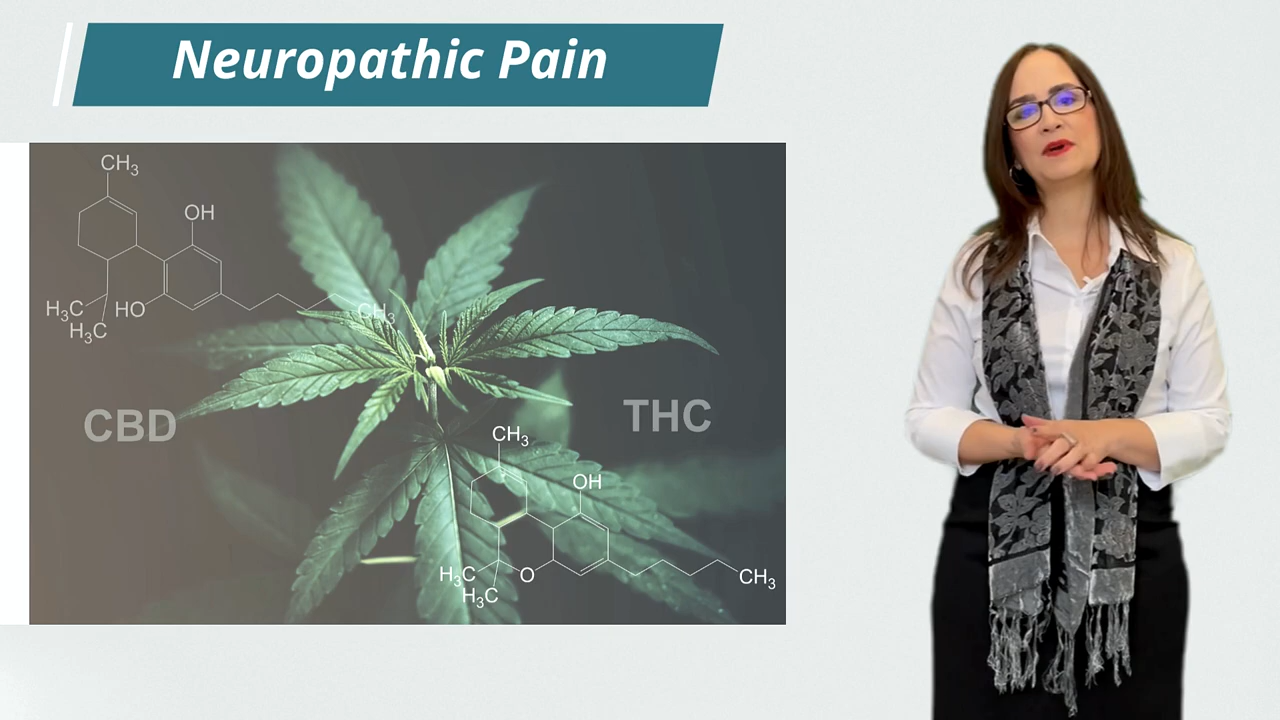 Neuropathic Pain
CH₃
OH
H₃C
HO
H₃C
CH₃
CBD
THC
CH₃
OH
H₃C
O
H₃C
CH₃